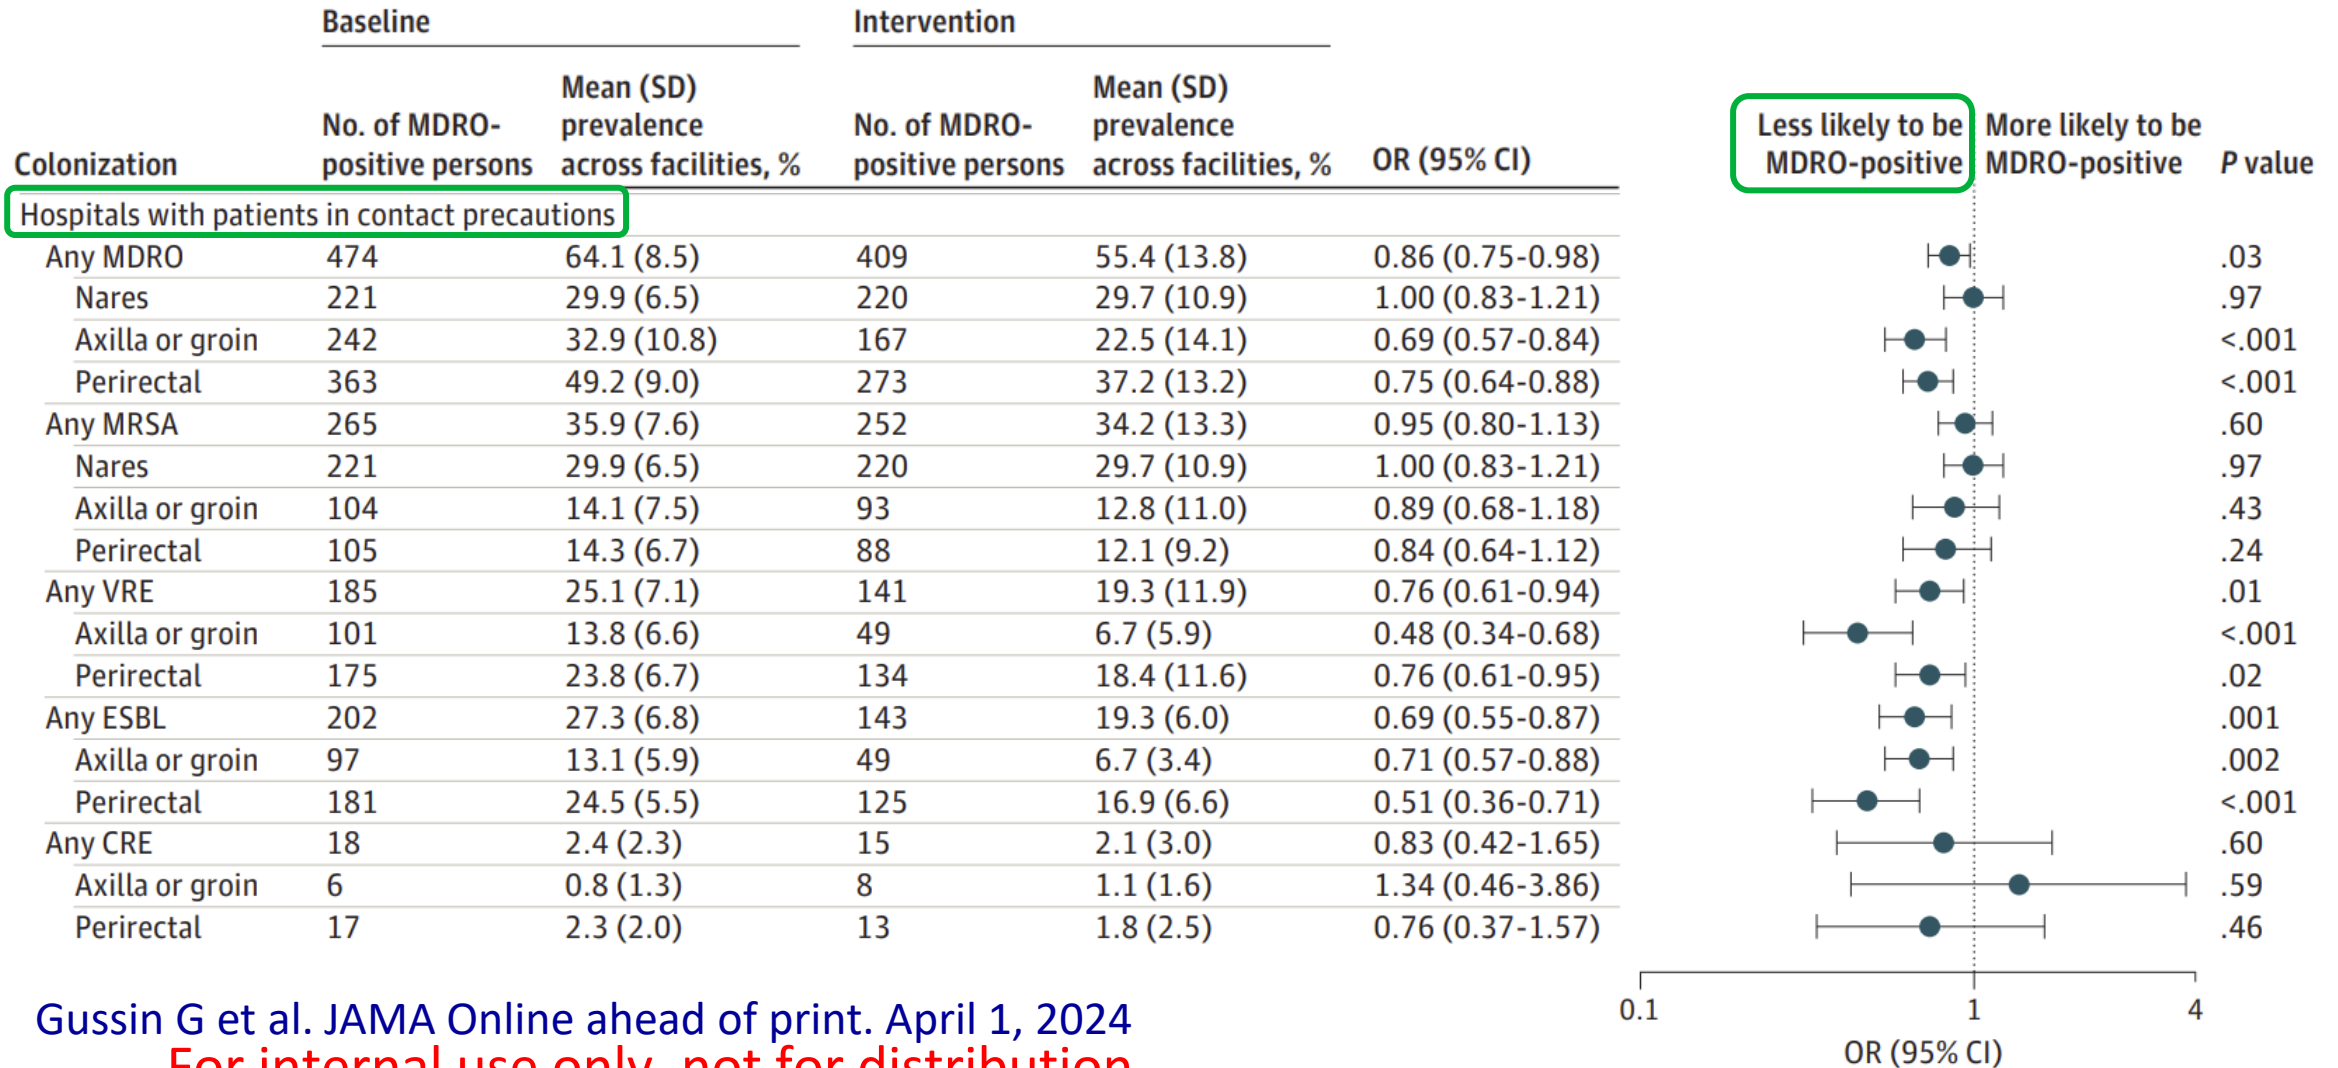 Baseline Intervention
Colonization No. of MDRO-positive persons Mean (SD) prevalence across facilities, % No. of MDRO-positive persons Mean (SD) prevalence across facilities, % OR (95% CI) Less likely to be MDRO-positive More likely to be MDRO-positive P value
Hospitals with patients in contact precautions
Any MDRO 474 64.1 (8.5) 409 55.4 (13.8) 0.86 (0.75-0.98) .03
Nares 221 29.9 (6.5) 220 29.7 (10.9) 1.00 (0.83-1.21) .97
Axilla or groin 242 32.9 (10.8) 167 22.5 (14.1) 0.69 (0.57-0.84) <.001
Perirectal 363 49.2 (9.0) 273 37.2 (13.2) 0.75 (0.64-0.88) <.001
Any MRSA 265 35.9 (7.6) 252 34.2 (13.3) 0.95 (0.80-1.13) .60
Nares 221 29.9 (6.5) 220 29.7 (10.9) 1.00 (0.83-1.21) .97
Axilla or groin 104 14.1 (7.5) 93 12.8 (11.0) 0.89 (0.68-1.18) .43
Perirectal 105 14.3 (6.7) 88 12.1 (9.2) 0.84 (0.64-1.12) .24
Any VRE 185 25.1 (7.1) 141 19.3 (11.9) 0.76 (0.61-0.94) .01
Axilla or groin 101 13.8 (6.6) 49 6.7 (5.9) 0.48 (0.34-0.68) <.001
Perirectal 175 23.8 (6.7) 134 18.4 (11.6) 0.76 (0.61-0.95) .02
Any ESBL 202 27.3 (6.8) 143 19.3 (6.0) 0.69 (0.55-0.87) .001
Axilla or groin 97 13.1 (5.9) 49 6.7 (3.4) 0.71 (0.57-0.88) .002
Perirectal 181 24.5 (5.5) 125 16.9 (6.6) 0.51 (0.36-0.71) <.001
Any CRE 18 2.4 (2.3) 15 2.1 (3.0) 0.83 (0.42-1.65) .60
Axilla or groin 6 0.8 (1.3) 8 1.1 (1.6) 1.34 (0.46-3.86) .59
Perirectal 17 2.3 (2.0) 13 1.8 (2.5) 0.76 (0.37-1.57) .46
0.1 1 4
OR (95% CI)
Gussin G et al. JAMA Online ahead of print. April 1, 2024
For internal use only, not for distribution